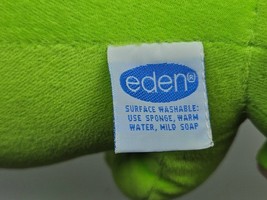 eden®
SURFACE WASHABLE:
USE SPONGE, WARM
WATER, MILD SOAP